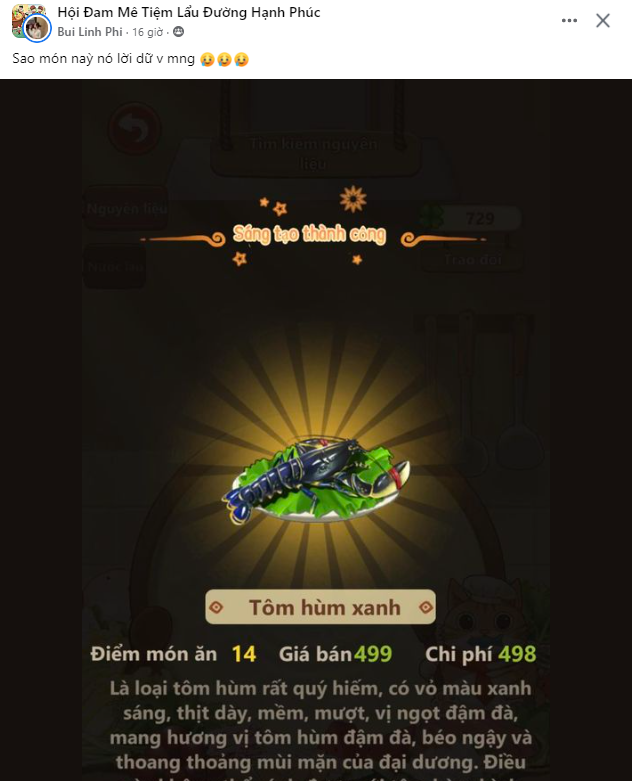 Hội Đam Mê Tiệm Lẩu Đường Hạnh Phúc
Bui Linh Phi · 16 giờ ·
Sao món naỳ nó lời dữ v mng 😥😥😥
Tìm kiếm nguyên
liệu
Nguyên liệu
729
Sáng tạo thành công
Trao đổi
Tôm hùm xanh
Điểm món ăn 14 Giá bán 499 Chi phí 498
Là loại tôm hùm rất quý hiếm, có vỏ màu xanh
sáng, thịt dày, mềm, mượt, vị ngọt đậm đà,
mang hương vị tôm hùm đậm đà, béo ngậy và
thoang thoảng mùi mặn của đại dương. Điều